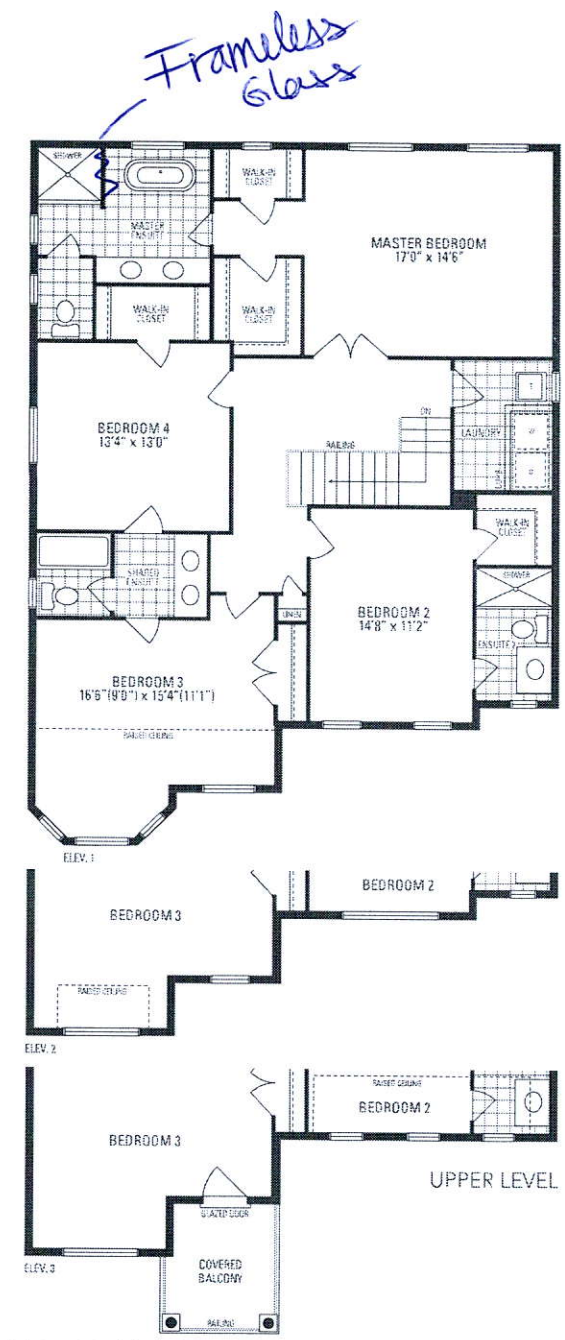 Frameless
Glass
SHOWER
WALK-IN
CLOSET
MASTER
ENSUITE
MASTER BEDROOM
17'0" x 14'6"
WALK-IN
CLOSET
WALK-IN
CLOSET
BEDROOM 4
13'4" x 13'0"
DN
RAILING
LAUNDRY
WALK-IN
CLOSET
SHARED
ENSUITE
SHOWER
LINEN
BEDROOM 2
14'8" x 11'2"
ENSUITE 2
BEDROOM 3
16'6"(9'0") x 15'4"(11'1")
RAISED CEILING
ELEV. 1
BEDROOM 2
BEDROOM 3
RAISED CEILING
ELEV. 2
RAISED CEILING
BEDROOM 2
BEDROOM 3
UPPER LEVEL
GLAZED DOOR
ELEV. 3
COVERED
BALCONY
RAILING